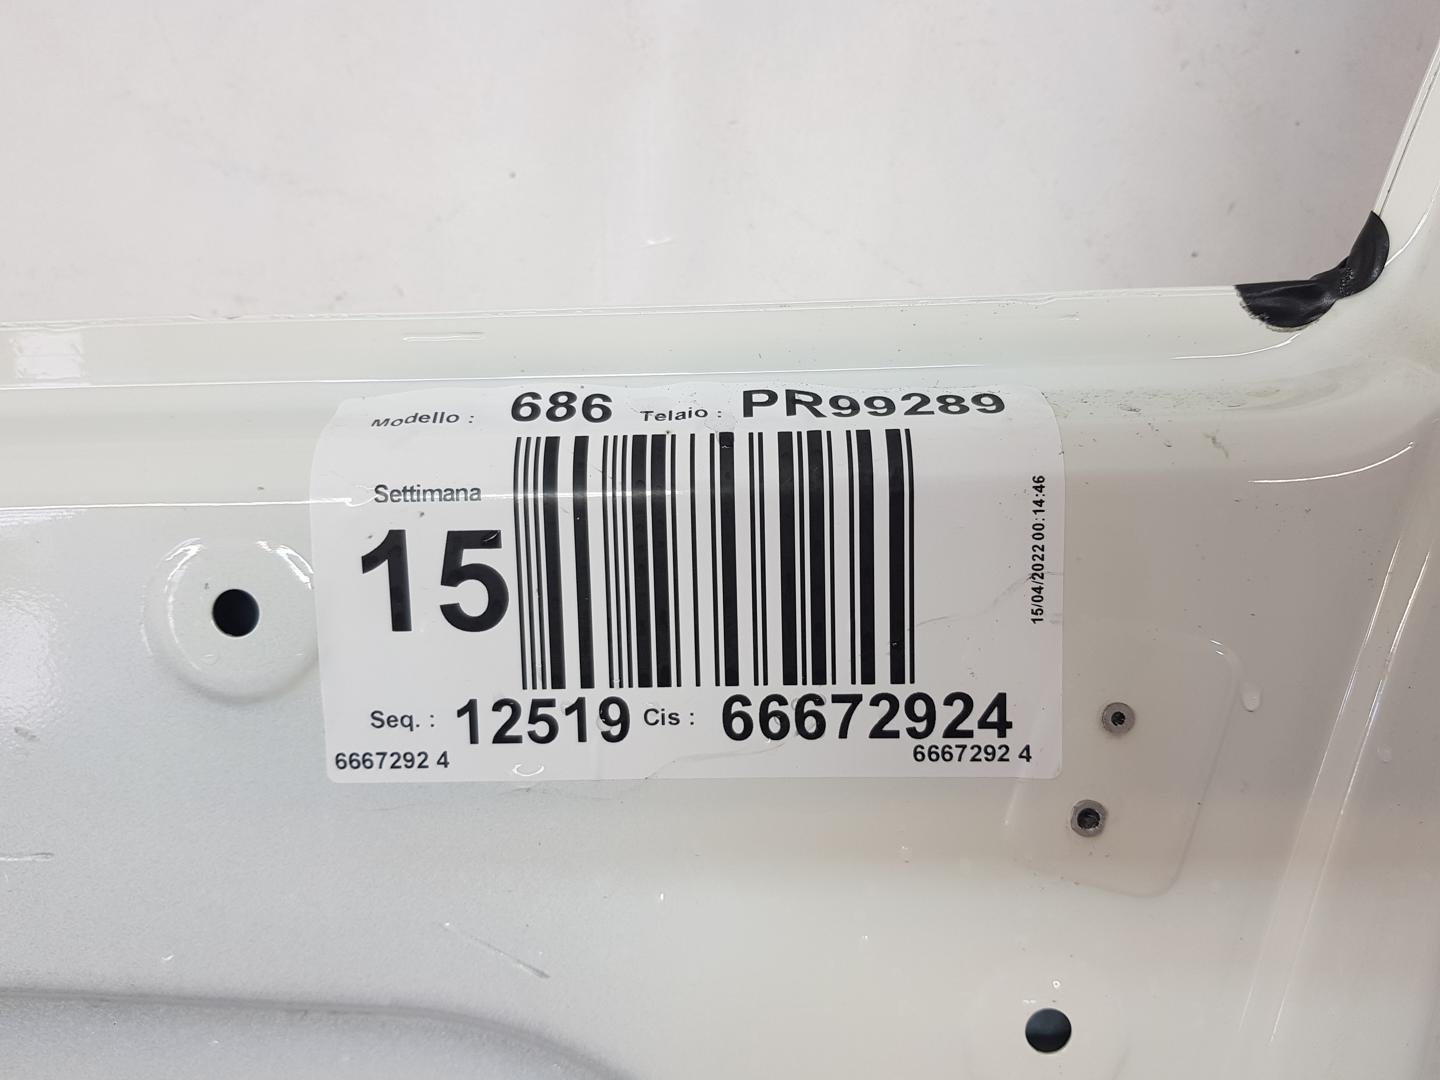 Modello : 686 Telaio : PR99289
Settimana
15
15/04/2022 00:14:46
Seq. : 12519 Cis : 66672924
6667292 4
6667292 4